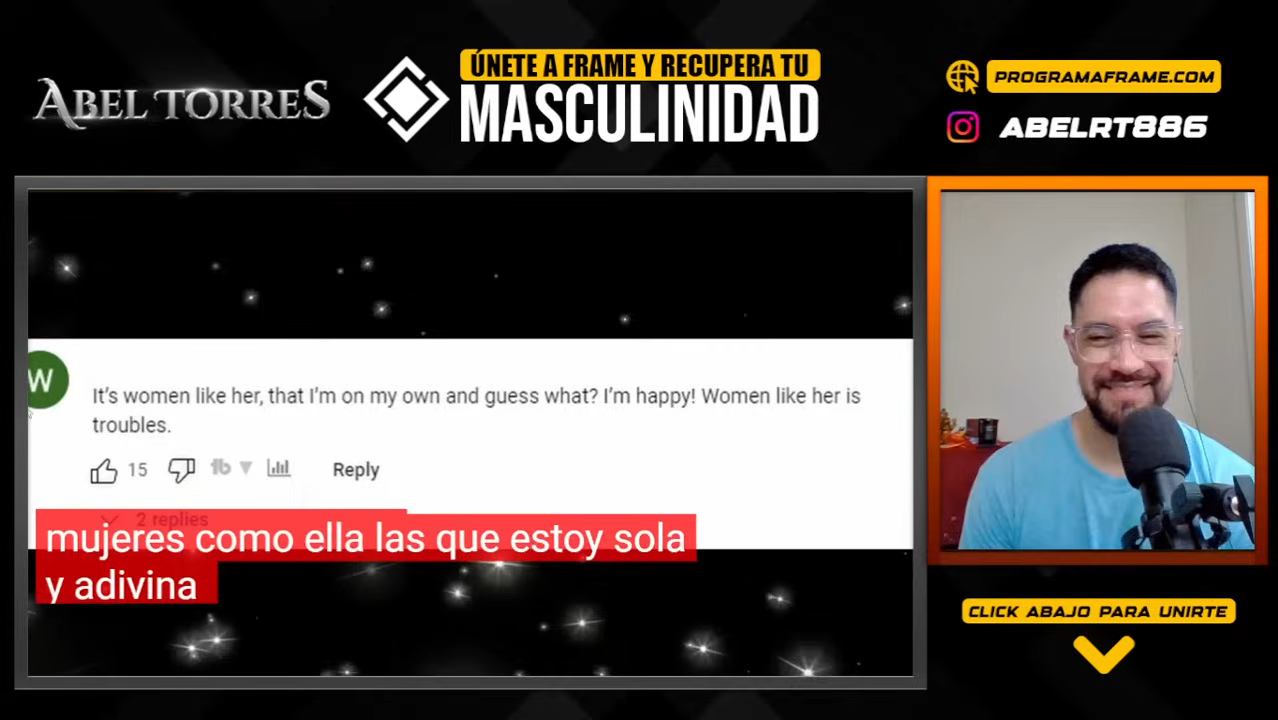 ABEL TORRES
ÚNETE A FRAME Y RECUPERA TU
MASCULINIDAD
PROGRAMAFRAME.COM
ABELRT886
W
It's women like her, that I'm on my own and guess what? I'm happy! Women like her is
troubles.
15
Reply
2 replies
mujeres como ella las que estoy sola
y adivina
CLICK ABAJO PARA UNIRTE